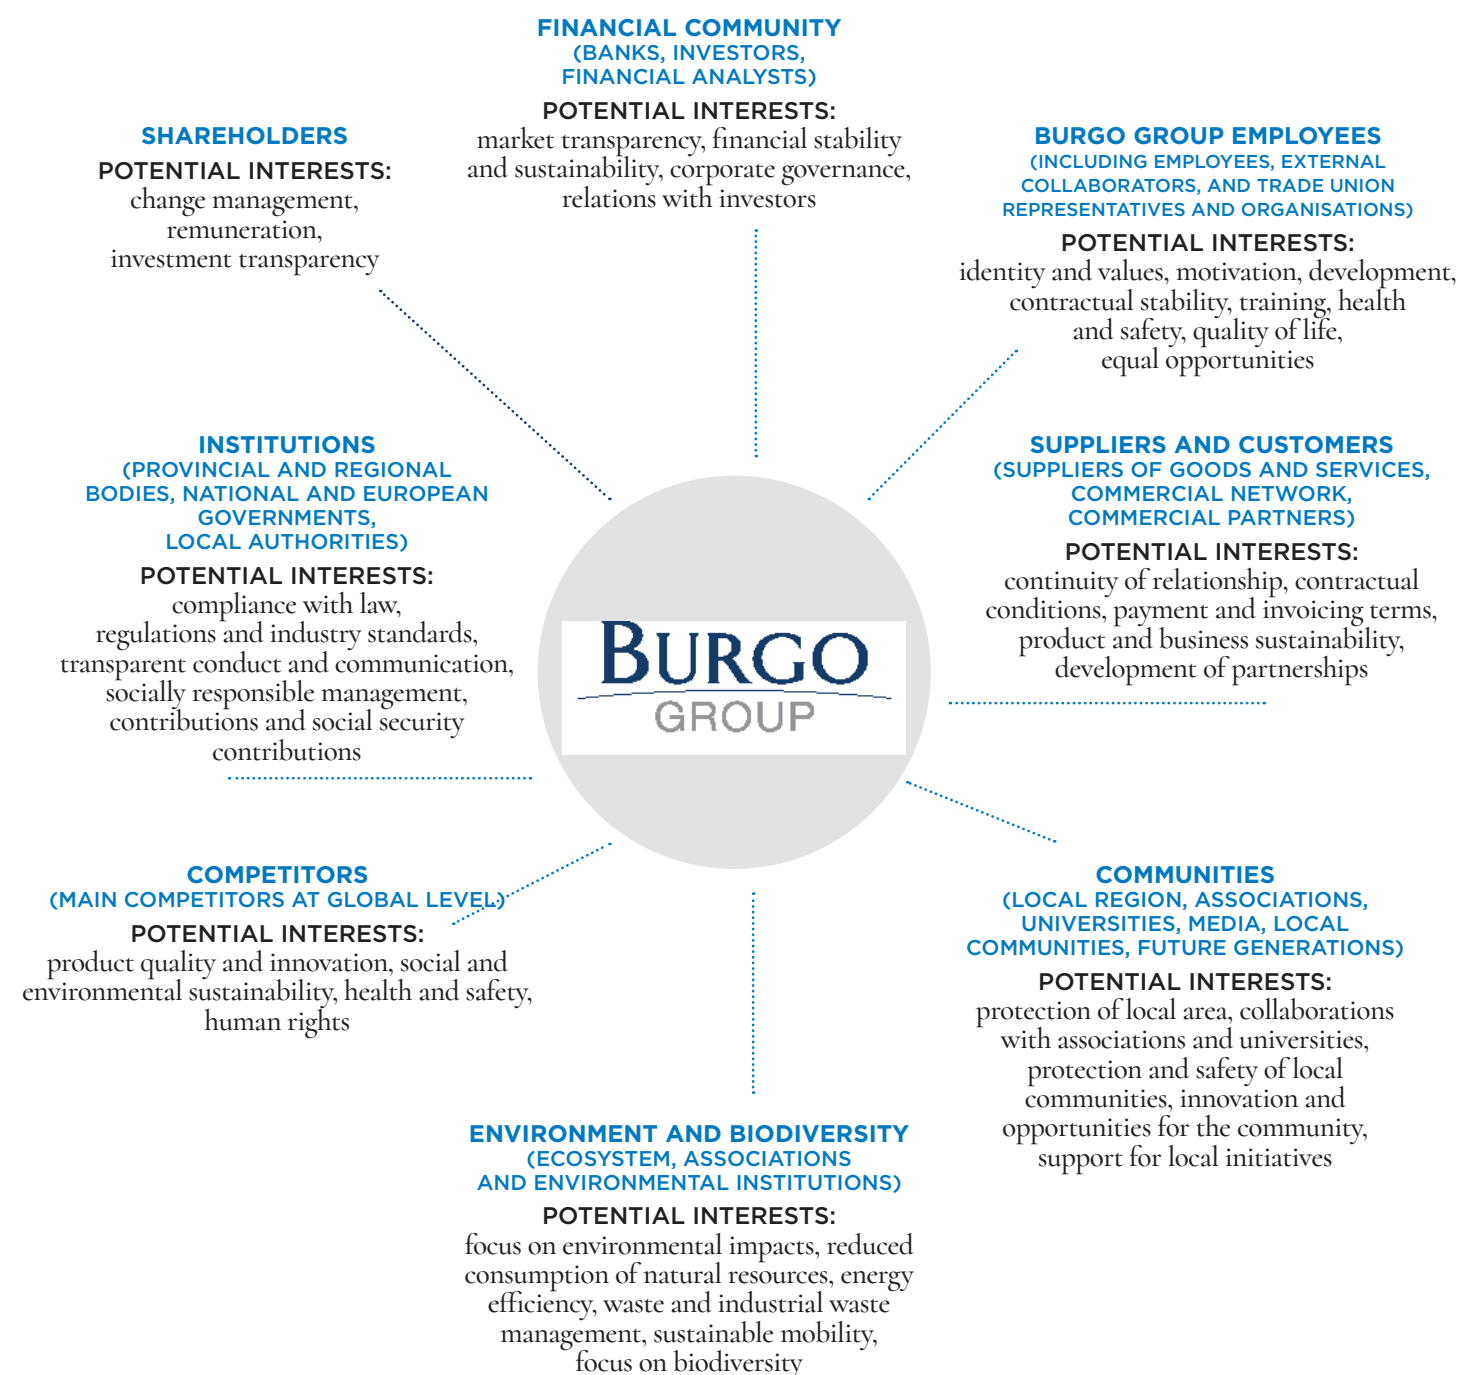 FINANCIAL COMMUNITY
(BANKS, INVESTORS,
FINANCIAL ANALYSTS)
POTENTIAL INTERESTS:
market transparency, financial stability
and sustainability, corporate governance,
relations with investors
SHAREHOLDERS
POTENTIAL INTERESTS:
change management,
remuneration,
investment transparency
BURGO GROUP EMPLOYEES
(INCLUDING EMPLOYEES, EXTERNAL
COLLABORATORS, AND TRADE UNION
REPRESENTATIVES AND ORGANISATIONS)
POTENTIAL INTERESTS:
identity and values, motivation, development,
contractual stability, training, health
and safety, quality of life,
equal opportunities
INSTITUTIONS
(PROVINCIAL AND REGIONAL
BODIES, NATIONAL AND EUROPEAN
GOVERNMENTS,
LOCAL AUTHORITIES)
POTENTIAL INTERESTS:
compliance with law,
regulations and industry standards,
transparent conduct and communication,
socially responsible management,
contributions and social security
contributions
BURGO
GROUP
SUPPLIERS AND CUSTOMERS
(SUPPLIERS OF GOODS AND SERVICES,
COMMERCIAL NETWORK,
COMMERCIAL PARTNERS)
POTENTIAL INTERESTS:
continuity of relationship, contractual
conditions, payment and invoicing terms,
product and business sustainability,
development of partnerships
COMPETITORS
(MAIN COMPETITORS AT GLOBAL LEVEL)
POTENTIAL INTERESTS:
product quality and innovation, social and
environmental sustainability, health and safety,
human rights
COMMUNITIES
(LOCAL REGION, ASSOCIATIONS,
UNIVERSITIES, MEDIA, LOCAL
COMMUNITIES, FUTURE GENERATIONS)
POTENTIAL INTERESTS:
protection of local area, collaborations
with associations and universities,
protection and safety of local
communities, innovation and
opportunities for the community,
support for local initiatives
ENVIRONMENT AND BIODIVERSITY
(ECOSYSTEM, ASSOCIATIONS
AND ENVIRONMENTAL INSTITUTIONS)
POTENTIAL INTERESTS:
focus on environmental impacts, reduced
consumption of natural resources, energy
efficiency, waste and industrial waste
management, sustainable mobility,
focus on biodiversity